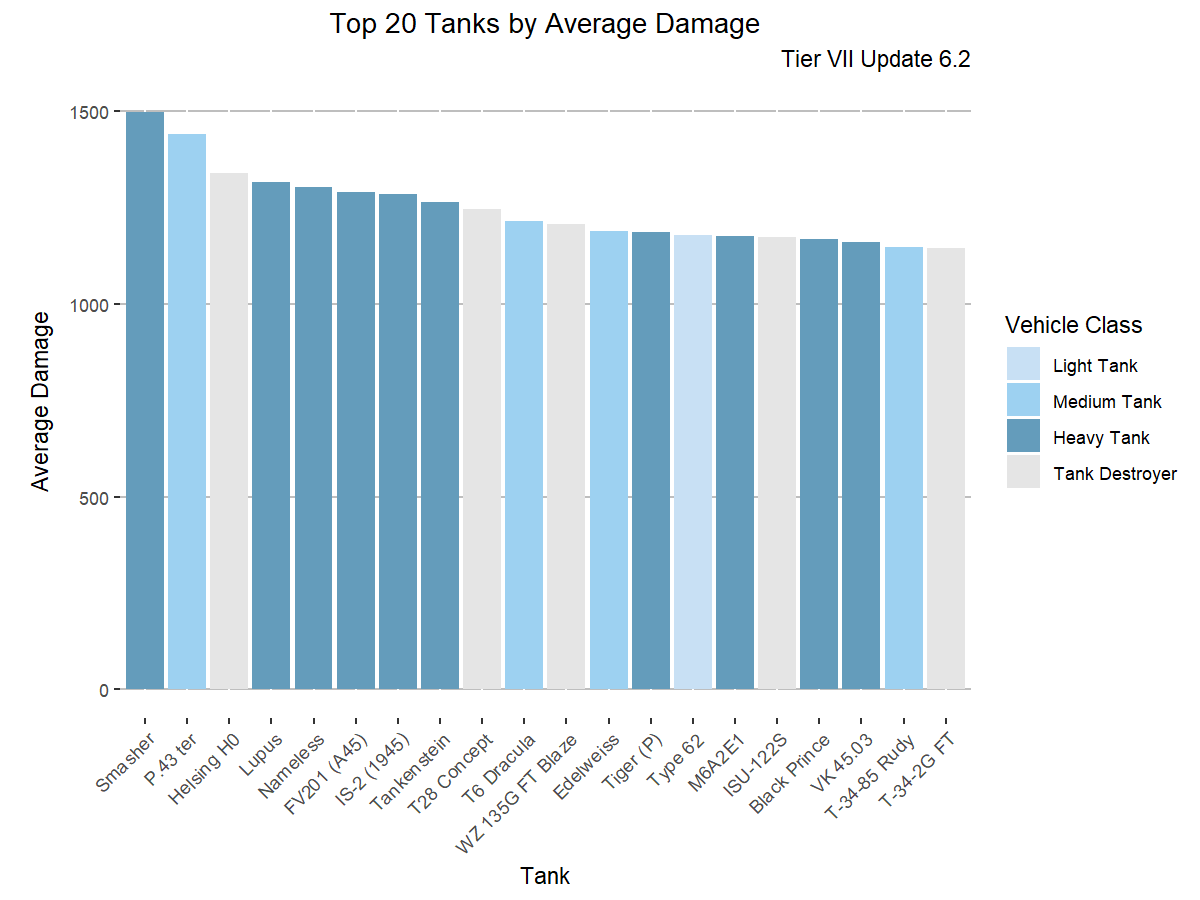 Top 20 Tanks by Average Damage
Tier VII Update 6.2
Average Damage
1500
1000
500
0
Smasher
P.43 ter
Helsing H0
Lupus
Nameless
FV201 (A45)
IS-2 (1945)
Tankenstein
T28 Concept
T6 Dracula
WZ 135G FT Blaze
Edelweiss
Tiger (P)
Type 62
M6A2E1
ISU-122S
Black Prince
VK 45.03
T-34-85 Rudy
T-34-2G FT
Tank
Vehicle Class
Light Tank
Medium Tank
Heavy Tank
Tank Destroyer